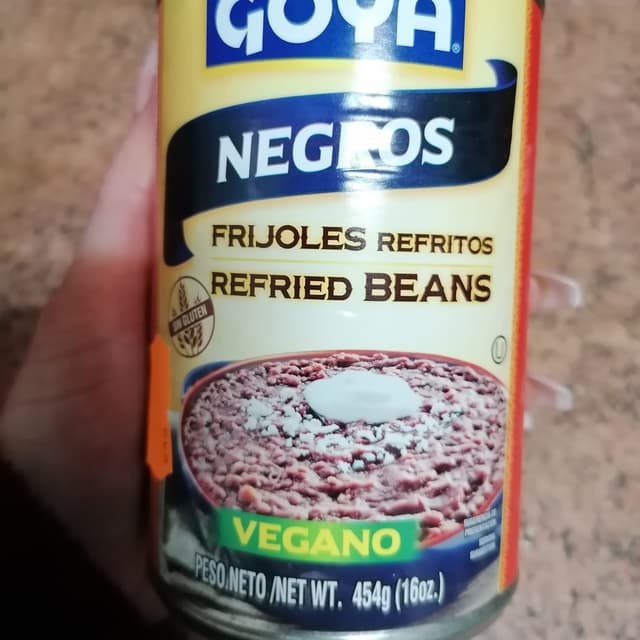 GOYA®
NEGROS
FRIJOLES REFRITOS
REFRIED BEANS
SIN GLUTEN
U
VEGANO
PESO NETO /NET WT. 454g (16oz.)